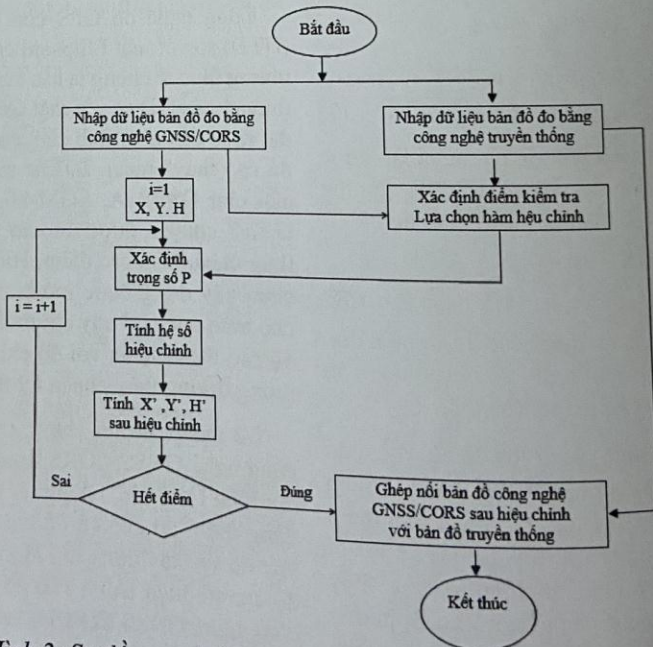 Bắt đầu
Nhập dữ liệu bản đồ đo bằng
công nghệ GNSS/CORS
Nhập dữ liệu bản đồ đo bằng
công nghệ truyền thống
i=1
X, Y. H
Xác định điểm kiểm tra
Lựa chọn hàm hệu chỉnh
Xác định
trọng số P
i = i+1
Tính hệ số
hiệu chỉnh
Tính X', Y', H'
sau hiệu chỉnh
Sai
Hết điểm
Đúng
Ghép nối bản đồ công nghệ
GNSS/CORS sau hiệu chỉnh
với bản đồ truyền thống
Kết thúc